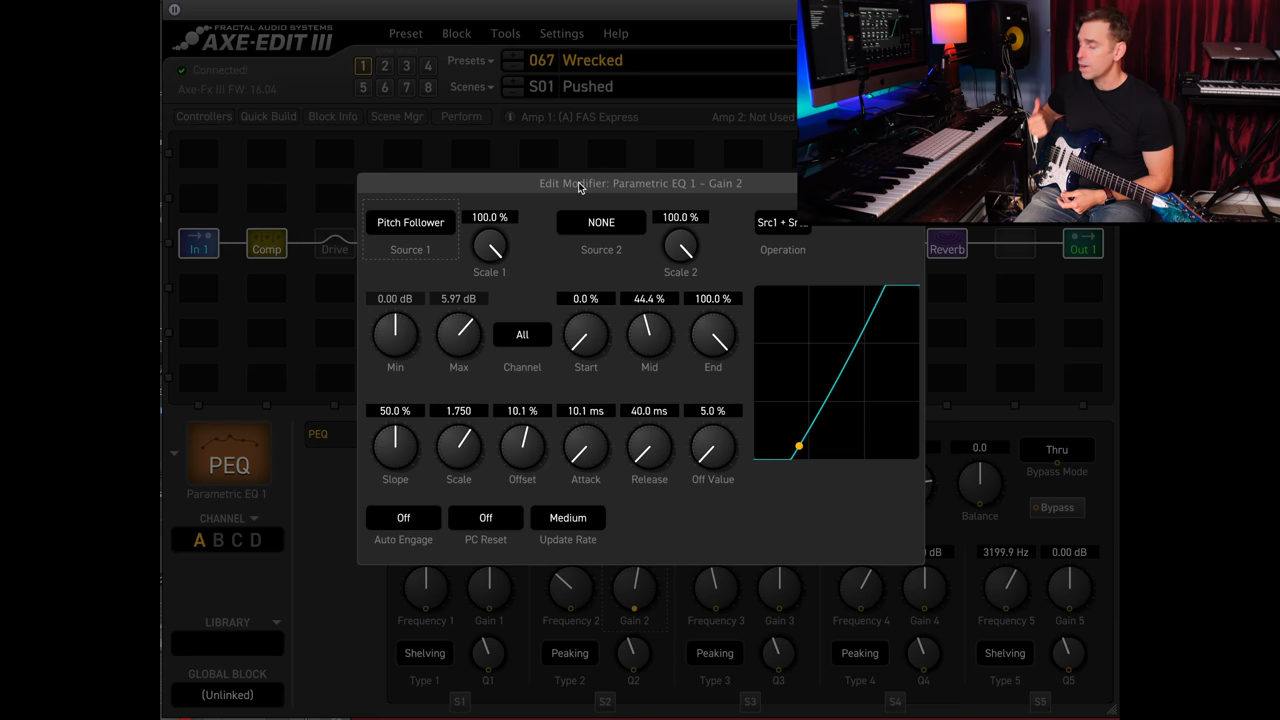 FRACTAL AUDIO SYSTEMS
AXE-EDIT III
Preset Block Tools Settings Help
Connected!
Axe-Fx III FW: 16.04
1 2 3 4
5 6 7 8
Presets 067 Wrecked
Scenes S01 Pushed
Controllers Quick Build Block Info Scene Mgr Perform Amp 1: (A) FAS Express Amp 2: Not Used
Edit Modifier: Parametric EQ 1 - Gain 2
Pitch Follower 100.0 % NONE 100.0 % Src1 +
Source 1 Scale 1 Source 2 Scale 2 Operation
In 1 Comp Drive Reverb Out 1
0.00 dB 5.97 dB 0.0 % 44.4 % 100.0 %
All
Min Max Channel Start Mid End
50.0 % 1.750 10.1 % 10.1 ms 40.0 ms 5.0 %
Slope Scale Offset Attack Release Off Value
Off Off Medium
Auto Engage PC Reset Update Rate
PEQ
PEQ
Parametric EQ 1
CHANNEL
A B C D
LIBRARY
GLOBAL BLOCK
(Unlinked)
0.0 Thru
Bypass Mode
Balance Bypass
dB 3199.9 Hz 0.00 dB
Frequency 1 Gain 1 Frequency 2 Gain 2 Frequency 3 Gain 3 Frequency 4 Gain 4 Frequency 5 Gain 5
Shelving Peaking Peaking Peaking Shelving
Type 1 Q1 Type 2 Q2 Type 3 Q3 Type 4 Q4 Type 5 Q5
S1 S2 S3 S4 S5